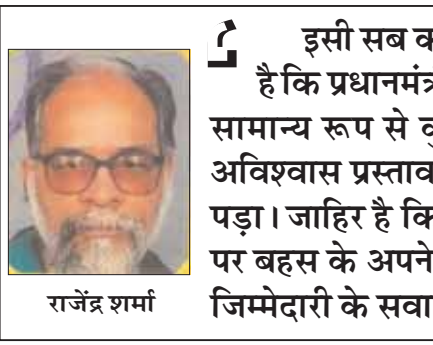 इसी सब क
है कि प्रधानमंत्र
सामान्य रूप से व
अविश्वास प्रस्ताव
पड़ा। जाहिर है कि
पर बहस के अपने
जिम्मेदारी के सवा
राजेंद्र शर्मा